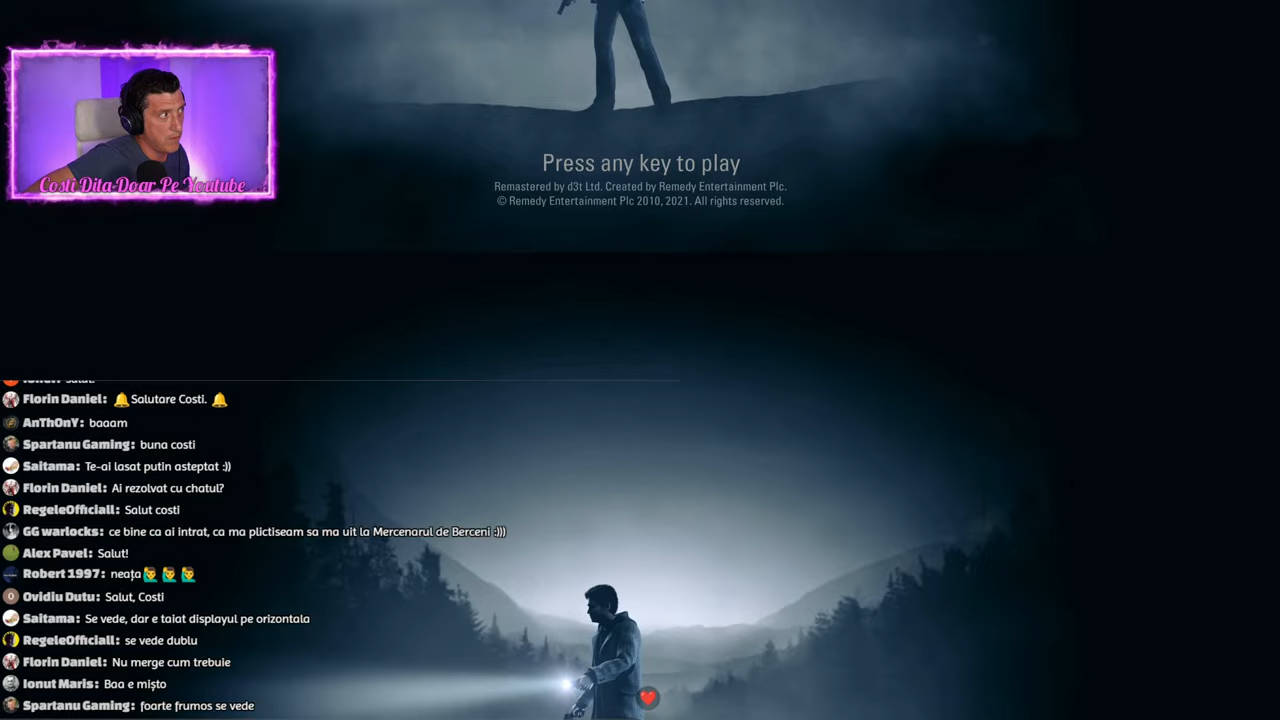 Costi Dita-Doar Pe Youtube
Press any key to play
Remastered by d3t Ltd. Created by Remedy Entertainment Plc.
© Remedy Entertainment Plc 2010, 2021. All rights reserved.
Florin Daniel: 🔔Salutare Costi. 🔔
AnThOnY: baaam
Spartanu Gaming: buna costi
Saitama: Te-ai lasat putin asteptat :))
Florin Daniel: Ai rezolvat cu chatul?
RegeleOfficiall: Salut costi
GG warlocks: ce bine ca ai intrat, ca ma plictiseam sa ma uit la Mercenarul de Berceni :)))
Alex Pavel: Salut!
Robert 1997: neața🙋‍♂️ 🙋‍♂️ 🙋‍♂️
Ovidiu Dutu: Salut, Costi
Saitama: Se vede, dar e taiat displayul pe orizontala
RegeleOfficiall: se vede dublu
Florin Daniel: Nu merge cum trebuie
Ionut Maris: Baa e mișto
Spartanu Gaming: foarte frumos se vede